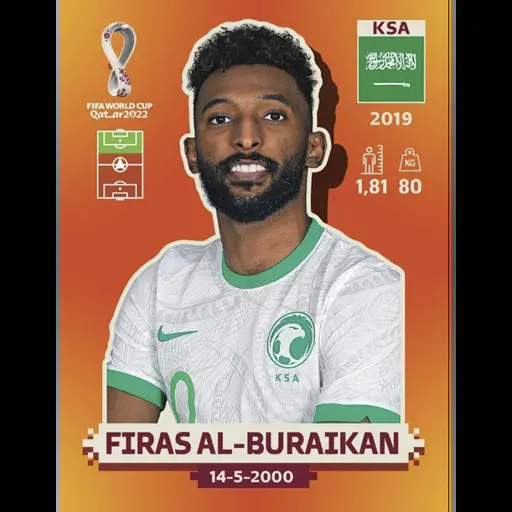 FIFA WORLD CUP
Qatar2022
KSA
2019
KG
1,81
80
KSA
FIRAS AL-BURAIKAN
14-5-2000